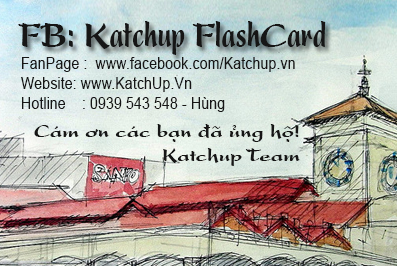 FB: Katchup FlashCard
FanPage : www.facebook.com/Katchup.vn
Website: www.KatchUp.Vn
Hotline : 0939 543 548 - Hùng
Cám ơn các bạn đã ủng hộ!
Katchup Team